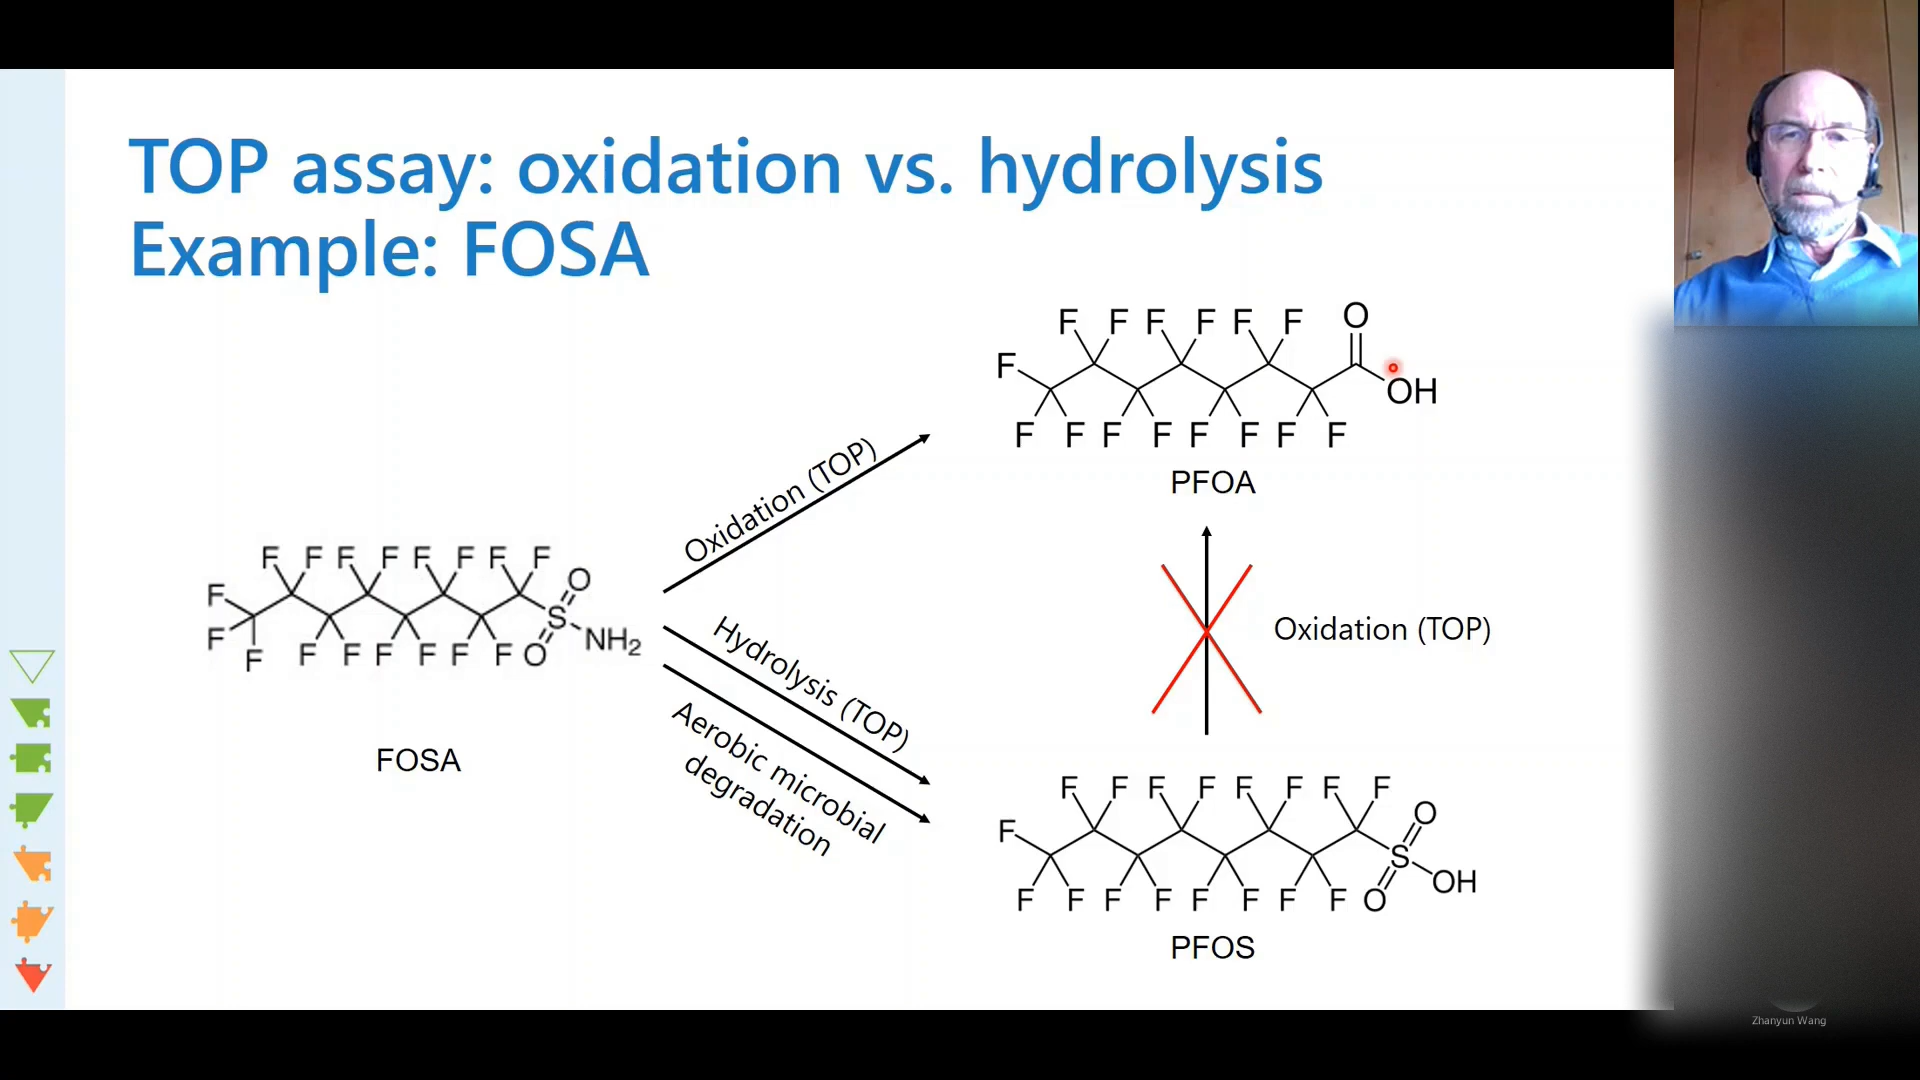 TOP assay: oxidation vs. hydrolysis
Example: FOSA
F F F F F F O
F
OH
F F F F F F F F
PFOA
Oxidation (TOP)
F F F F F F F F
O
F
S
F
NH2
F F F F F F F O
FOSA
Hydrolysis (TOP)
Aerobic microbial
degradation
Oxidation (TOP)
F F F F F F F F
O
F
S
OH
F F F F F F F F O
PFOS
Zhanyun Wang